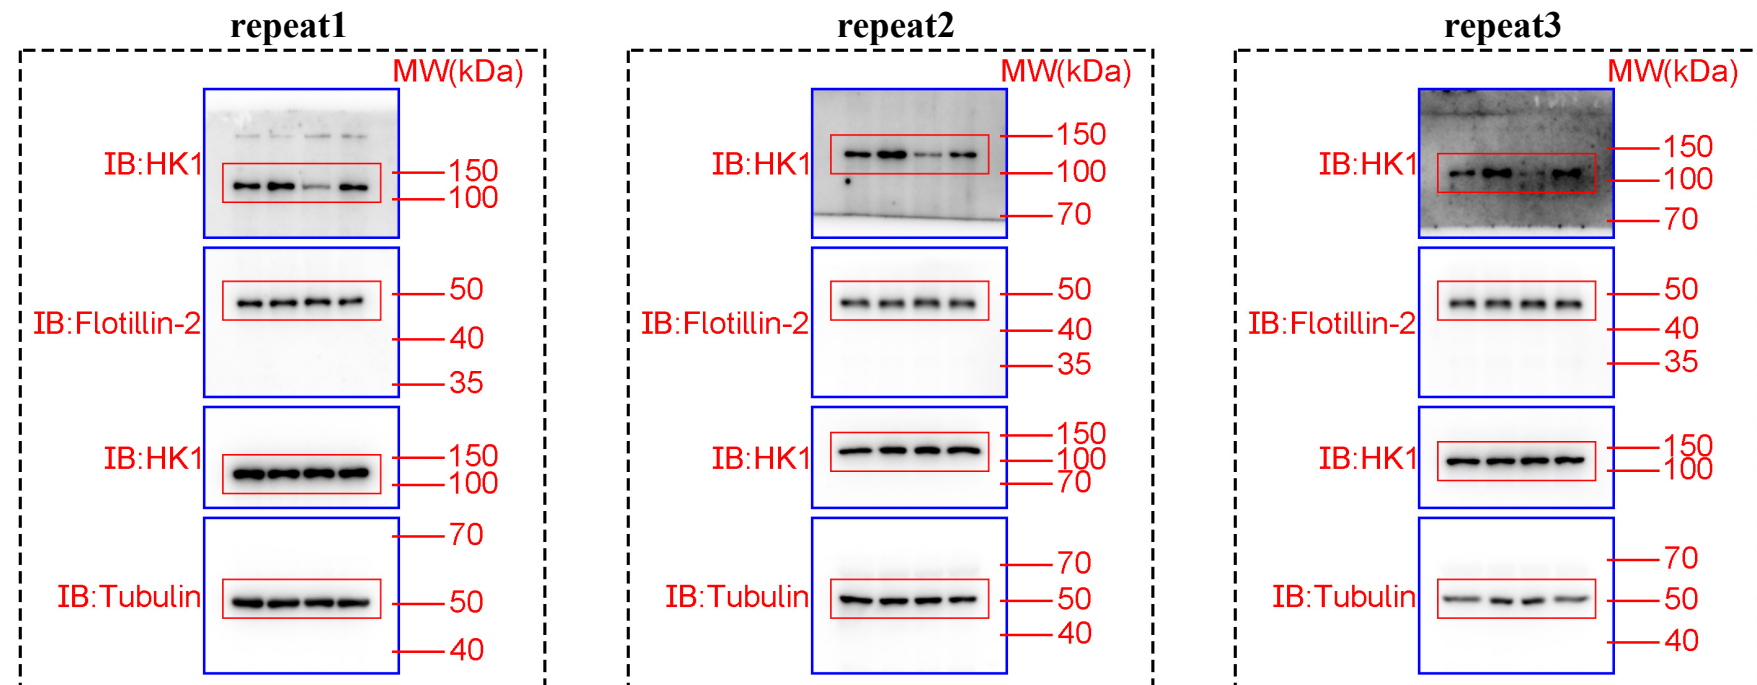 repeat1
MW(kDa)
IB:HK1
150
100
IB:Flotillin-2
50
40
35
IB:HK1
150
100
IB:Tubulin
70
50
40
repeat2
MW(kDa)
IB:HK1
150
100
70
IB:Flotillin-2
50
40
35
IB:HK1
150
100
70
IB:Tubulin
70
50
40
repeat3
MW(kDa)
IB:HK1
150
100
70
IB:Flotillin-2
50
40
35
IB:HK1
150
100
IB:Tubulin
70
50
40